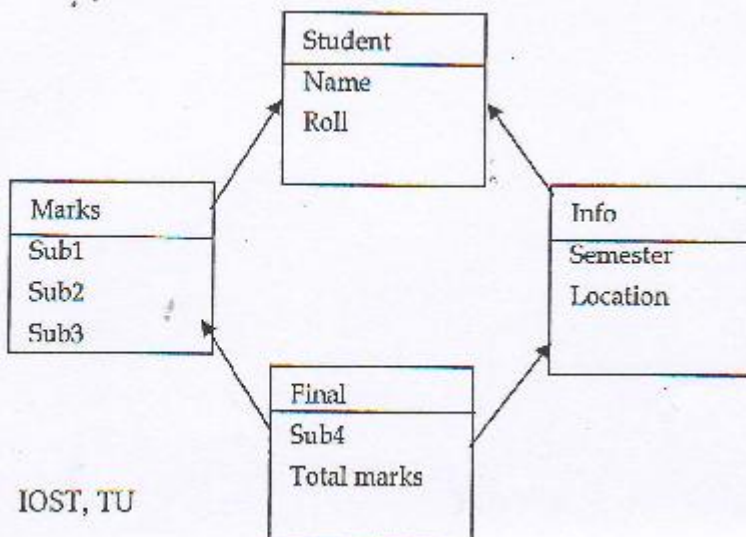 Student
Name
Roll
Marks
Sub1
Sub2
Sub3
Info
Semester
Location
Final
Sub4
Total marks
IOST, TU